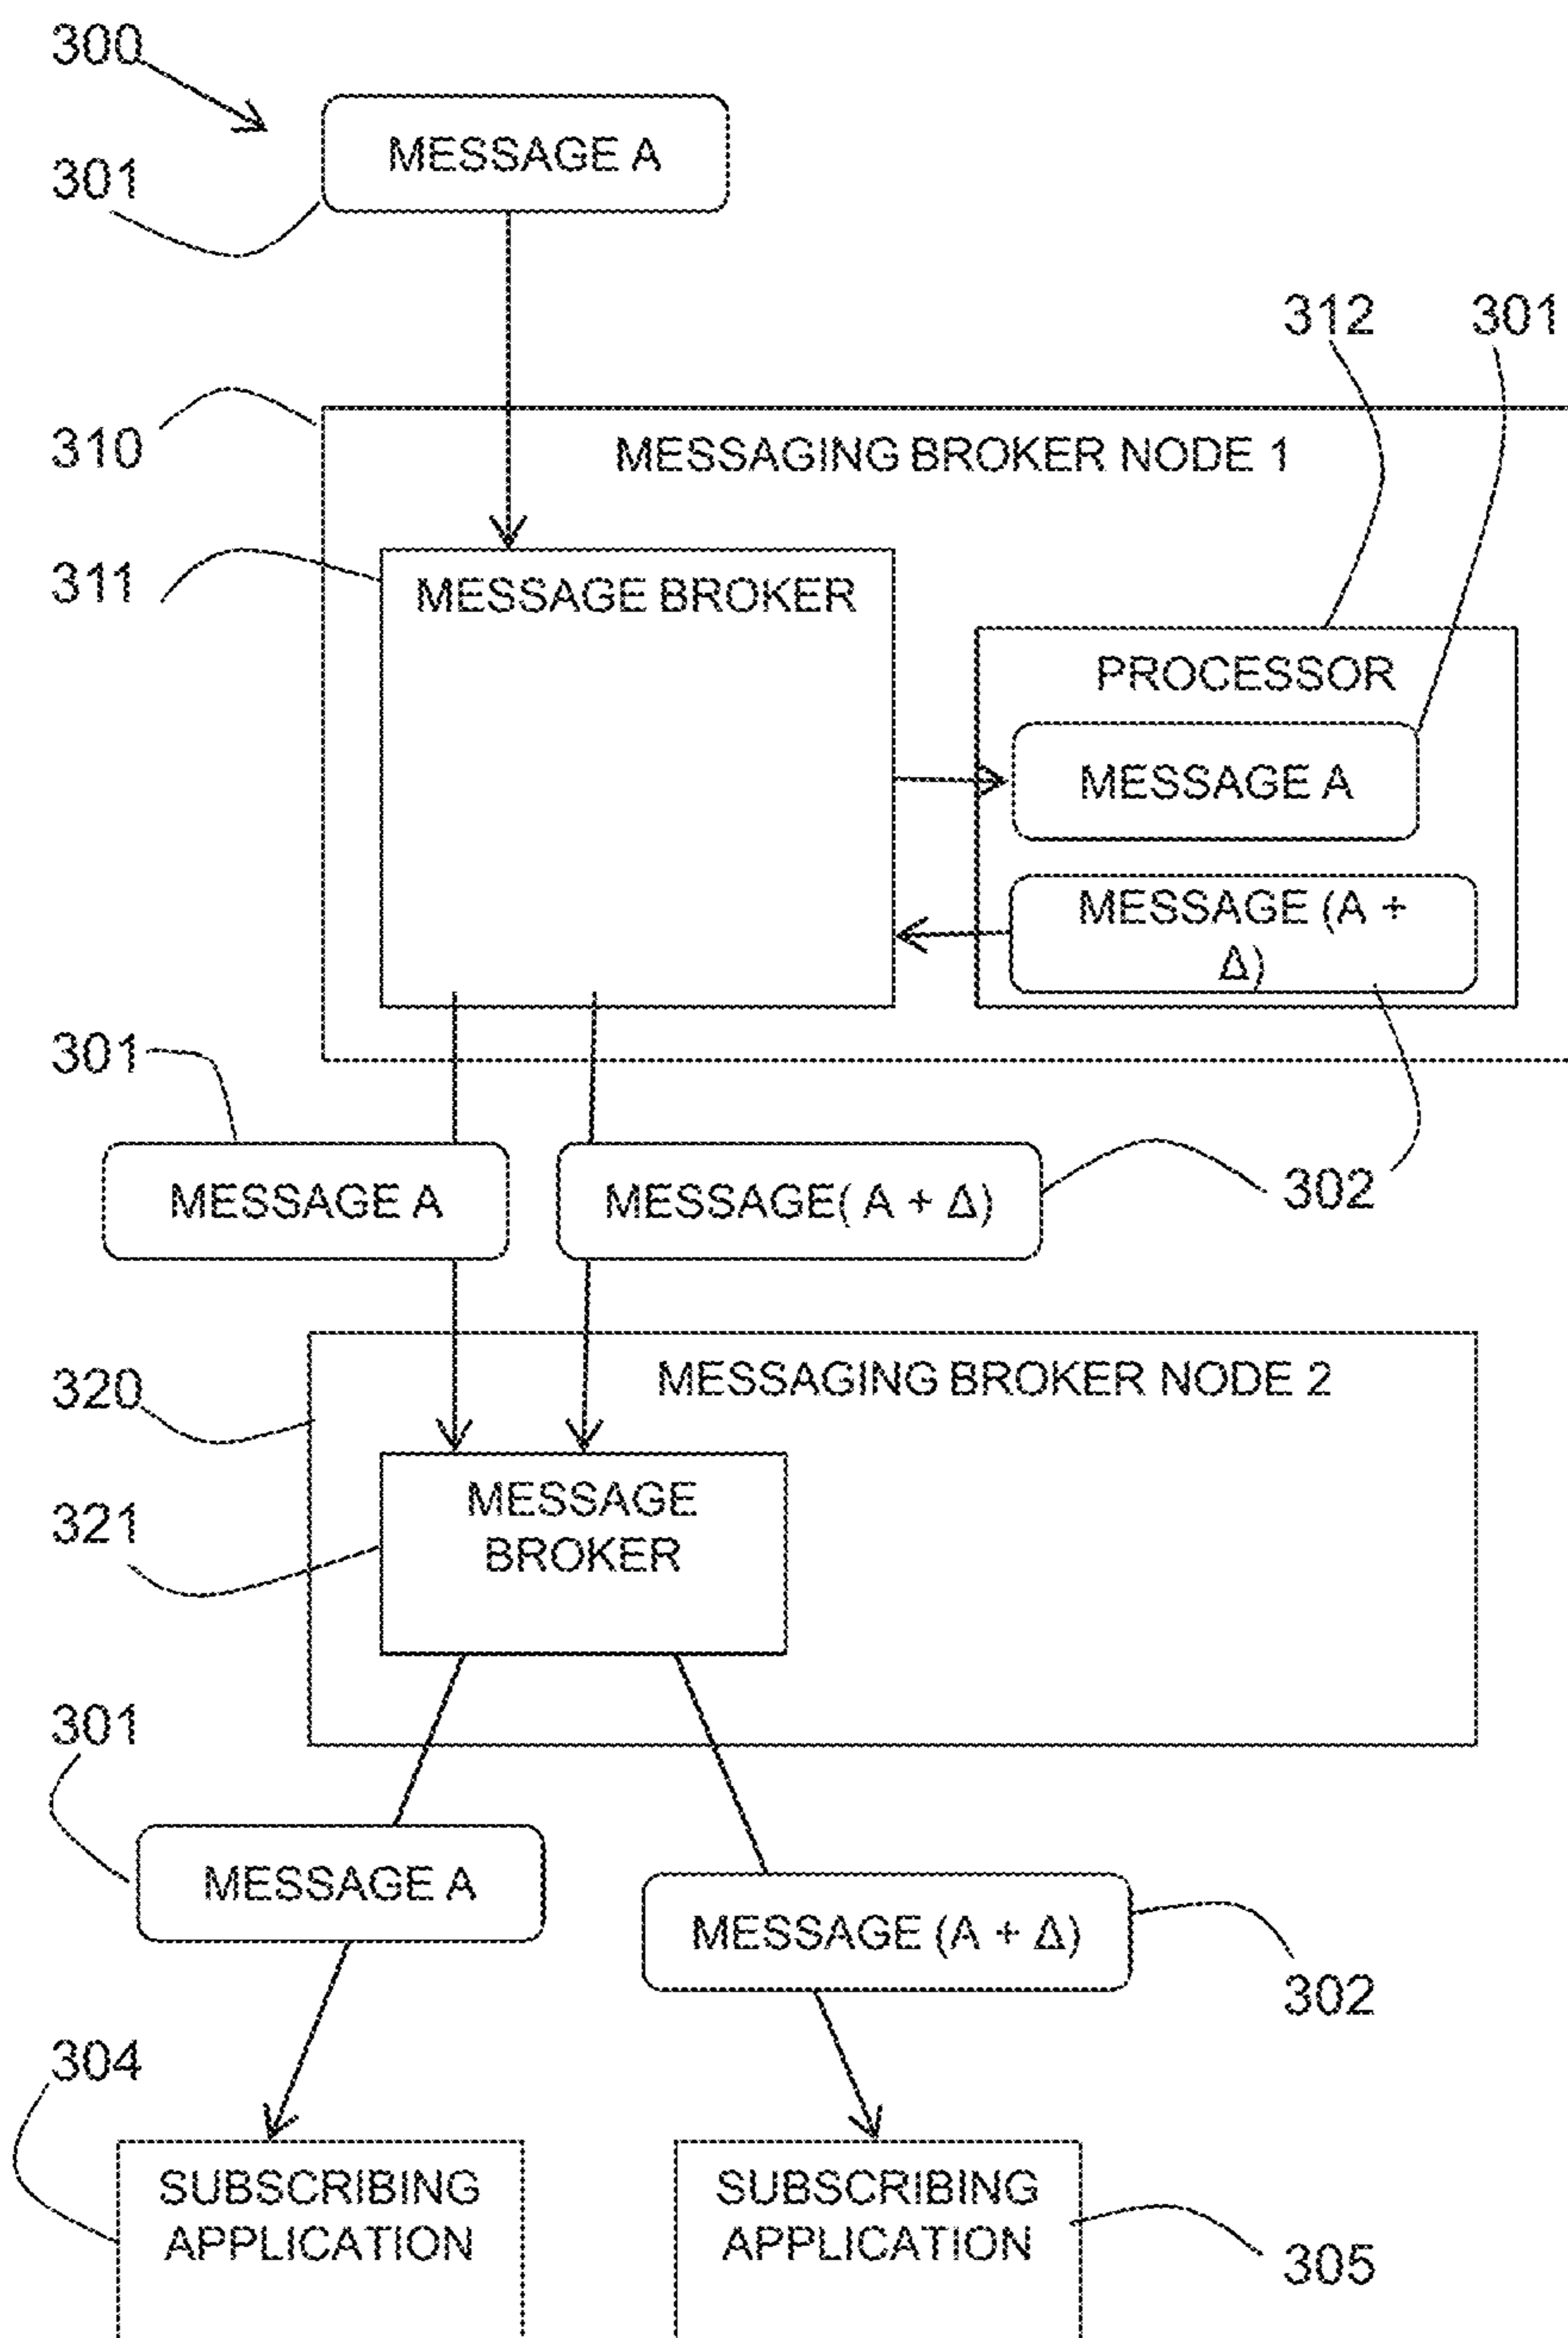 300
MESSAGE A
301
312 301
310
MESSAGING BROKER NODE 1
311
MESSAGE BROKER
PROCESSOR
MESSAGE A
MESSAGE (A +
Δ)
301
MESSAGE A
MESSAGE( A + Δ)
302
320
MESSAGING BROKER NODE 2
321
MESSAGE
BROKER
301
MESSAGE A
MESSAGE (A + Δ)
302
304
SUBSCRIBING
APPLICATION
SUBSCRIBING
APPLICATION
305